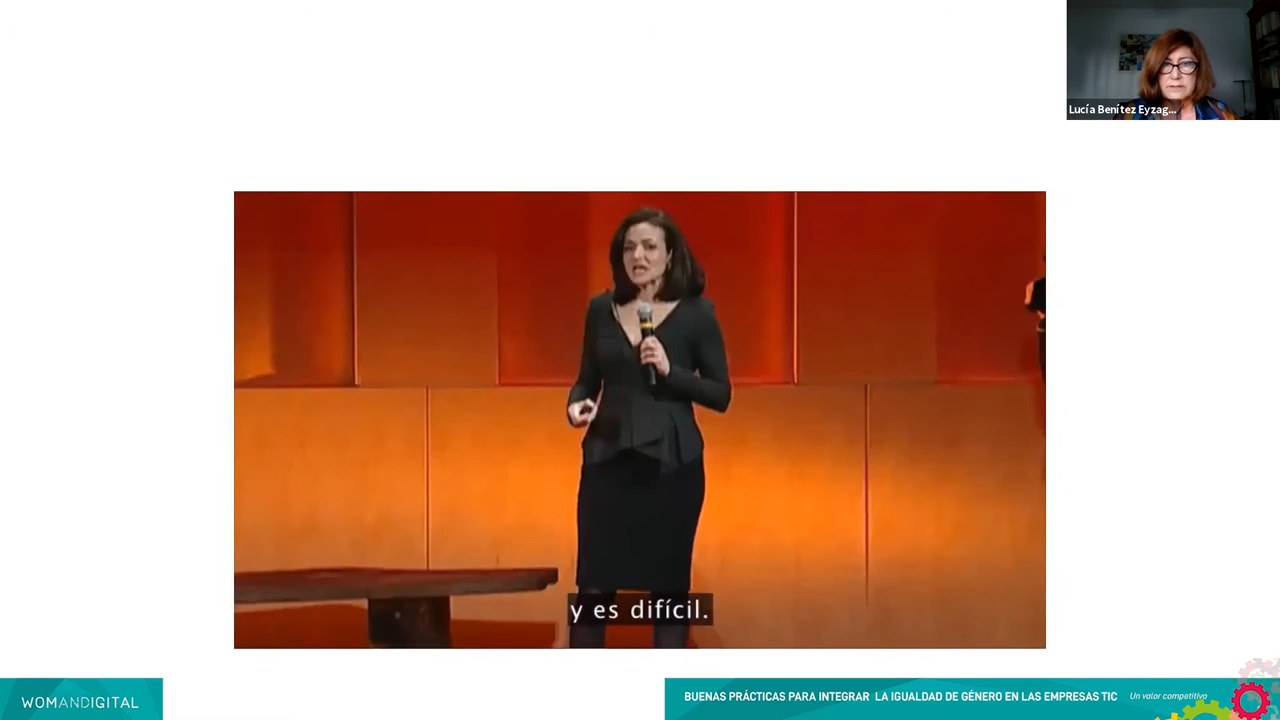 Lucía Benítez Eyzag...
y es difícil.
WOMANDIGITAL
BUENAS PRÁCTICAS PARA INTEGRAR LA IGUALDAD DE GÉNERO EN LAS EMPRESAS TIC
Un valor competitivo